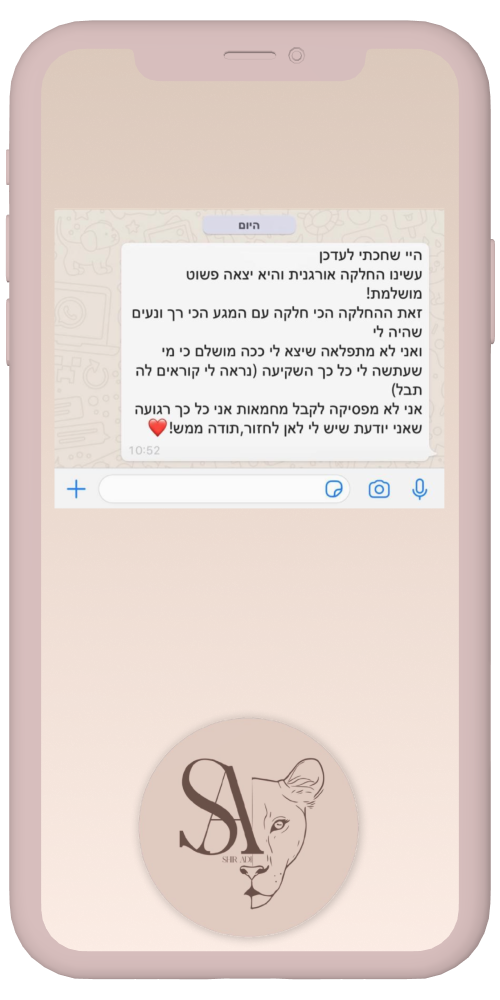 היום
היי שחכתי לעדכן
עשינו החלקה אורגנית והיא יצאה פשוט
מושלמת!
זאת ההחלקה הכי חלקה עם המגע הכי רך ונעים
שהיה לי
ואני לא מתפלאה שיצא לי ככה מושלם כי מי
שעתשה לי כל כך השקיעה (נראה לי קוראים לה
תבל)
אני לא מפסיקה לקבל מחמאות אני כל כך רגועה
שאני יודעת שיש לי לאן לחזור,תודה ממש!❤️
10:52
SA
SHIR ADI